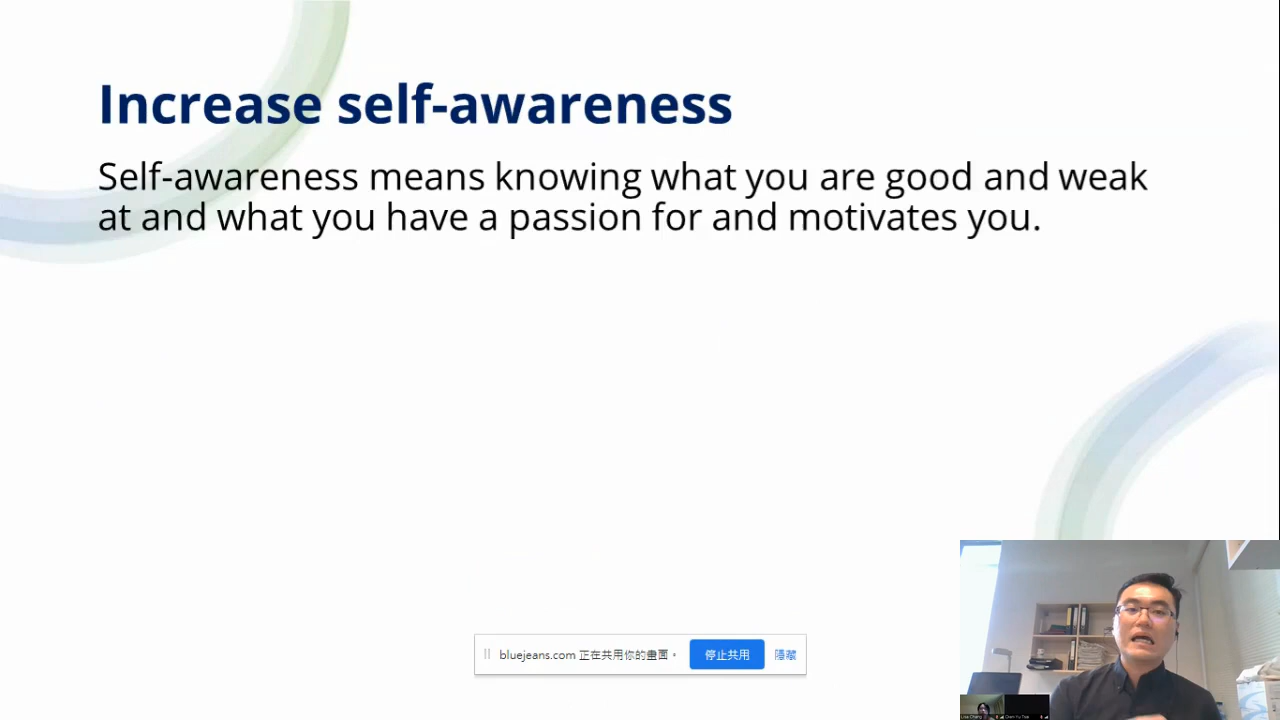 Increase self-awareness
Self-awareness means knowing what you are good and weak
at and what you have a passion for and motivates you.
bluejeans.com 正在共用你的畫面。 停止共用 隱藏